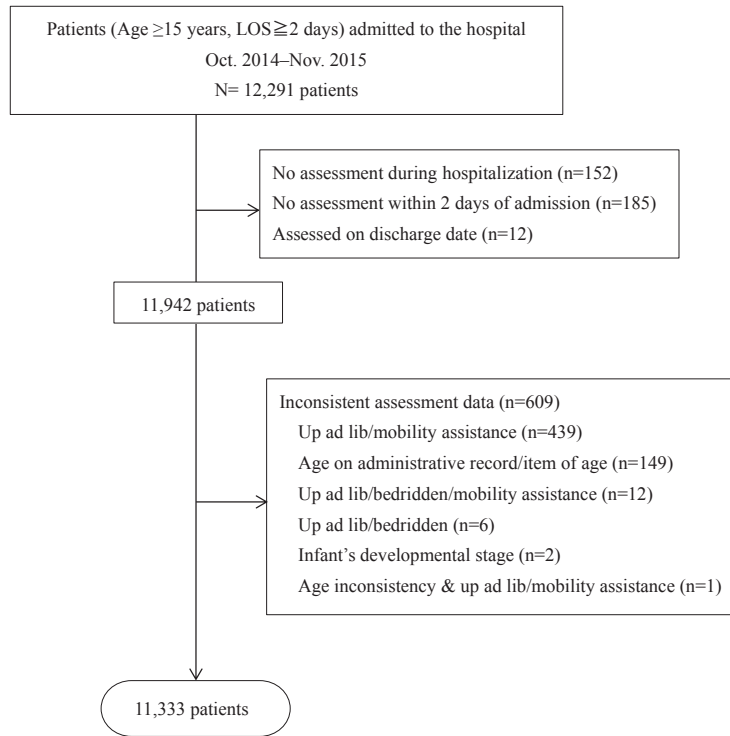 Patients (Age ≥15 years, LOS≧2 days) admitted to the hospital
Oct. 2014–Nov. 2015
N= 12,291 patients
No assessment during hospitalization (n=152)
No assessment within 2 days of admission (n=185)
Assessed on discharge date (n=12)
11,942 patients
Inconsistent assessment data (n=609)
Up ad lib/mobility assistance (n=439)
Age on administrative record/item of age (n=149)
Up ad lib/bedridden/mobility assistance (n=12)
Up ad lib/bedridden (n=6)
Infant’s developmental stage (n=2)
Age inconsistency & up ad lib/mobility assistance (n=1)
11,333 patients